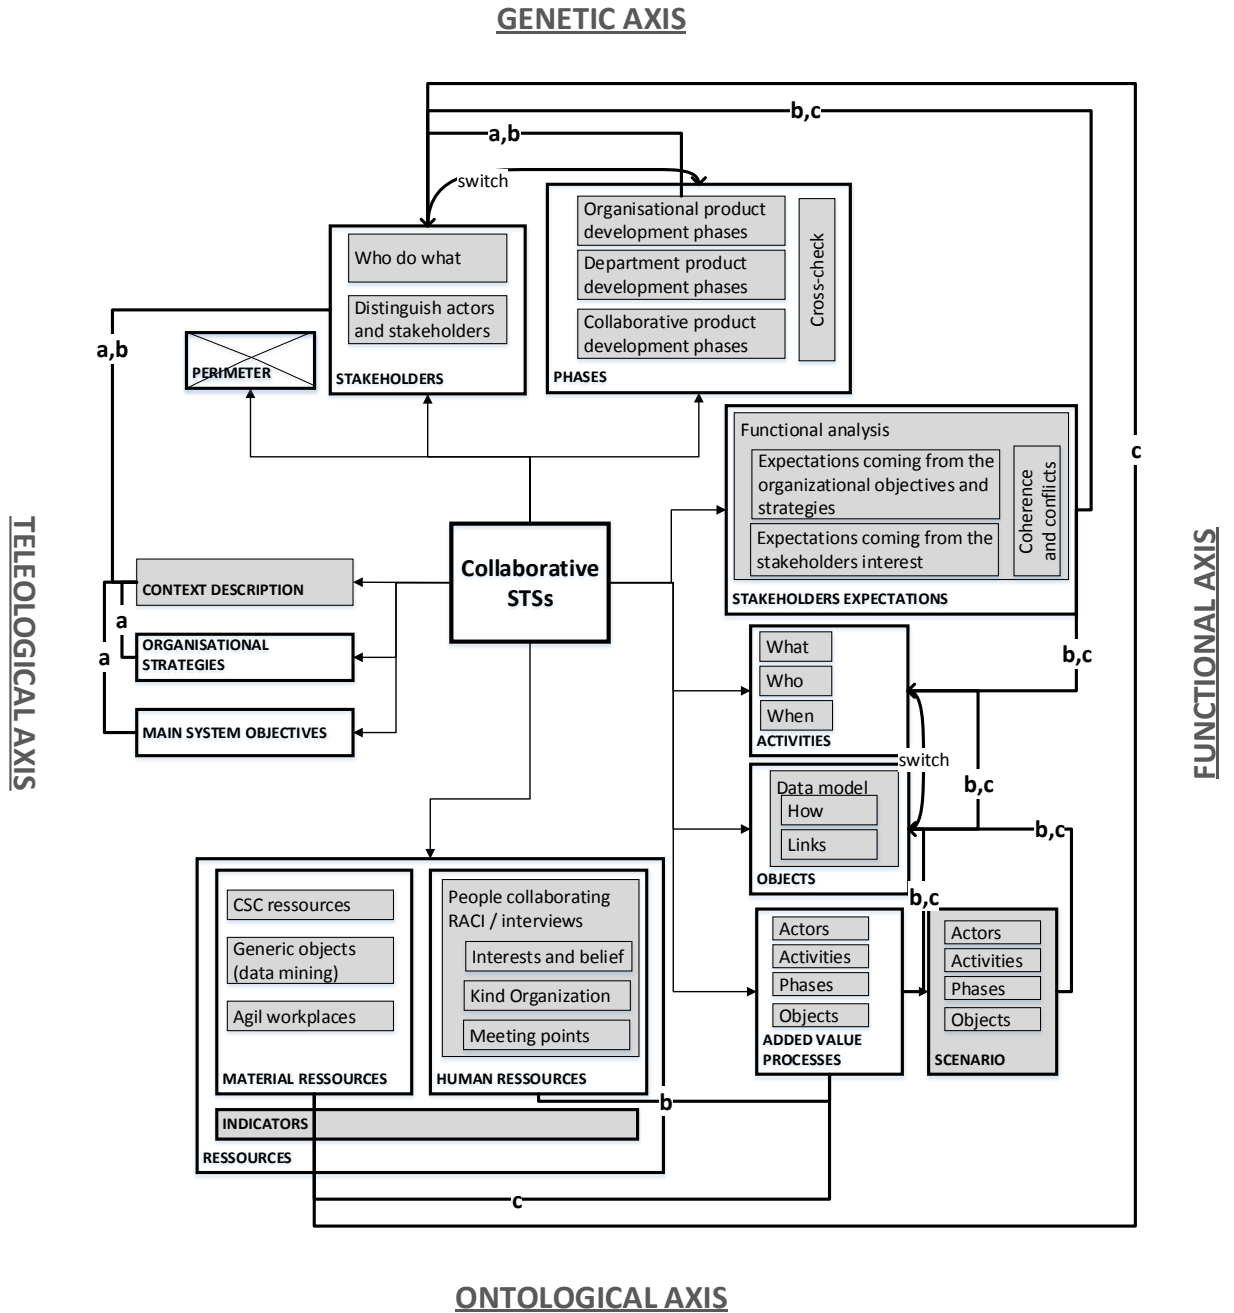 GENETIC AXIS
b,c
a,b
switch
Organisational product
development phases
Department product
development phases
Collaborative product
development phases
Cross-check
PHASES
Who do what
Distinguish actors
and stakeholders
STAKEHOLDERS
a,b
PERIMETER
c
Functional analysis
Expectations coming from the
organizational objectives and
strategies
Expectations coming from the
stakeholders interest
Coherence
and conflicts
STAKEHOLDERS EXPECTATIONS
TELEOLOGICAL AXIS
FUNCTIONAL AXIS
Collaborative
STSs
CONTEXT DESCRIPTION
a
ORGANISATIONAL
STRATEGIES
a
MAIN SYSTEM OBJECTIVES
What
Who
When
ACTIVITIES
b,c
switch
b,c
Data model
How
Links
OBJECTS
b,c
b,c
Actors
Activities
Phases
Objects
ADDED VALUE
PROCESSES
Actors
Activities
Phases
Objects
SCENARIO
CSC ressources
Generic objects
(data mining)
Agil workplaces
MATERIAL RESSOURCES
People collaborating
RACI / interviews
Interests and belief
Kind Organization
Meeting points
HUMAN RESSOURCES
b
INDICATORS
RESSOURCES
c
ONTOLOGICAL AXIS